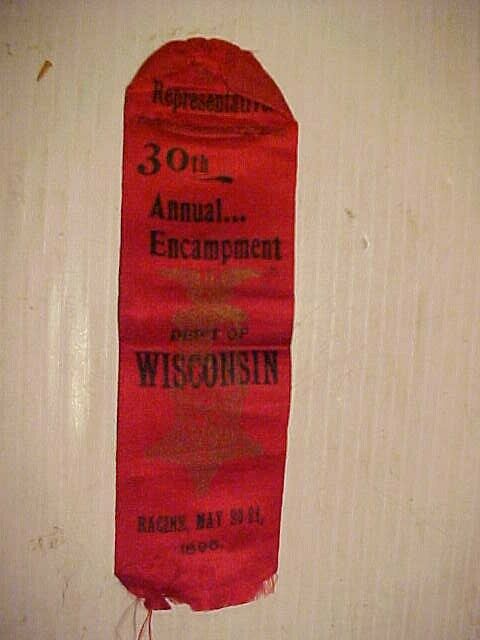 Representative
30th
Annual...
Encampment
DEP'T OF
WISCONSIN
RACINE, MAY 20-21,
1896.